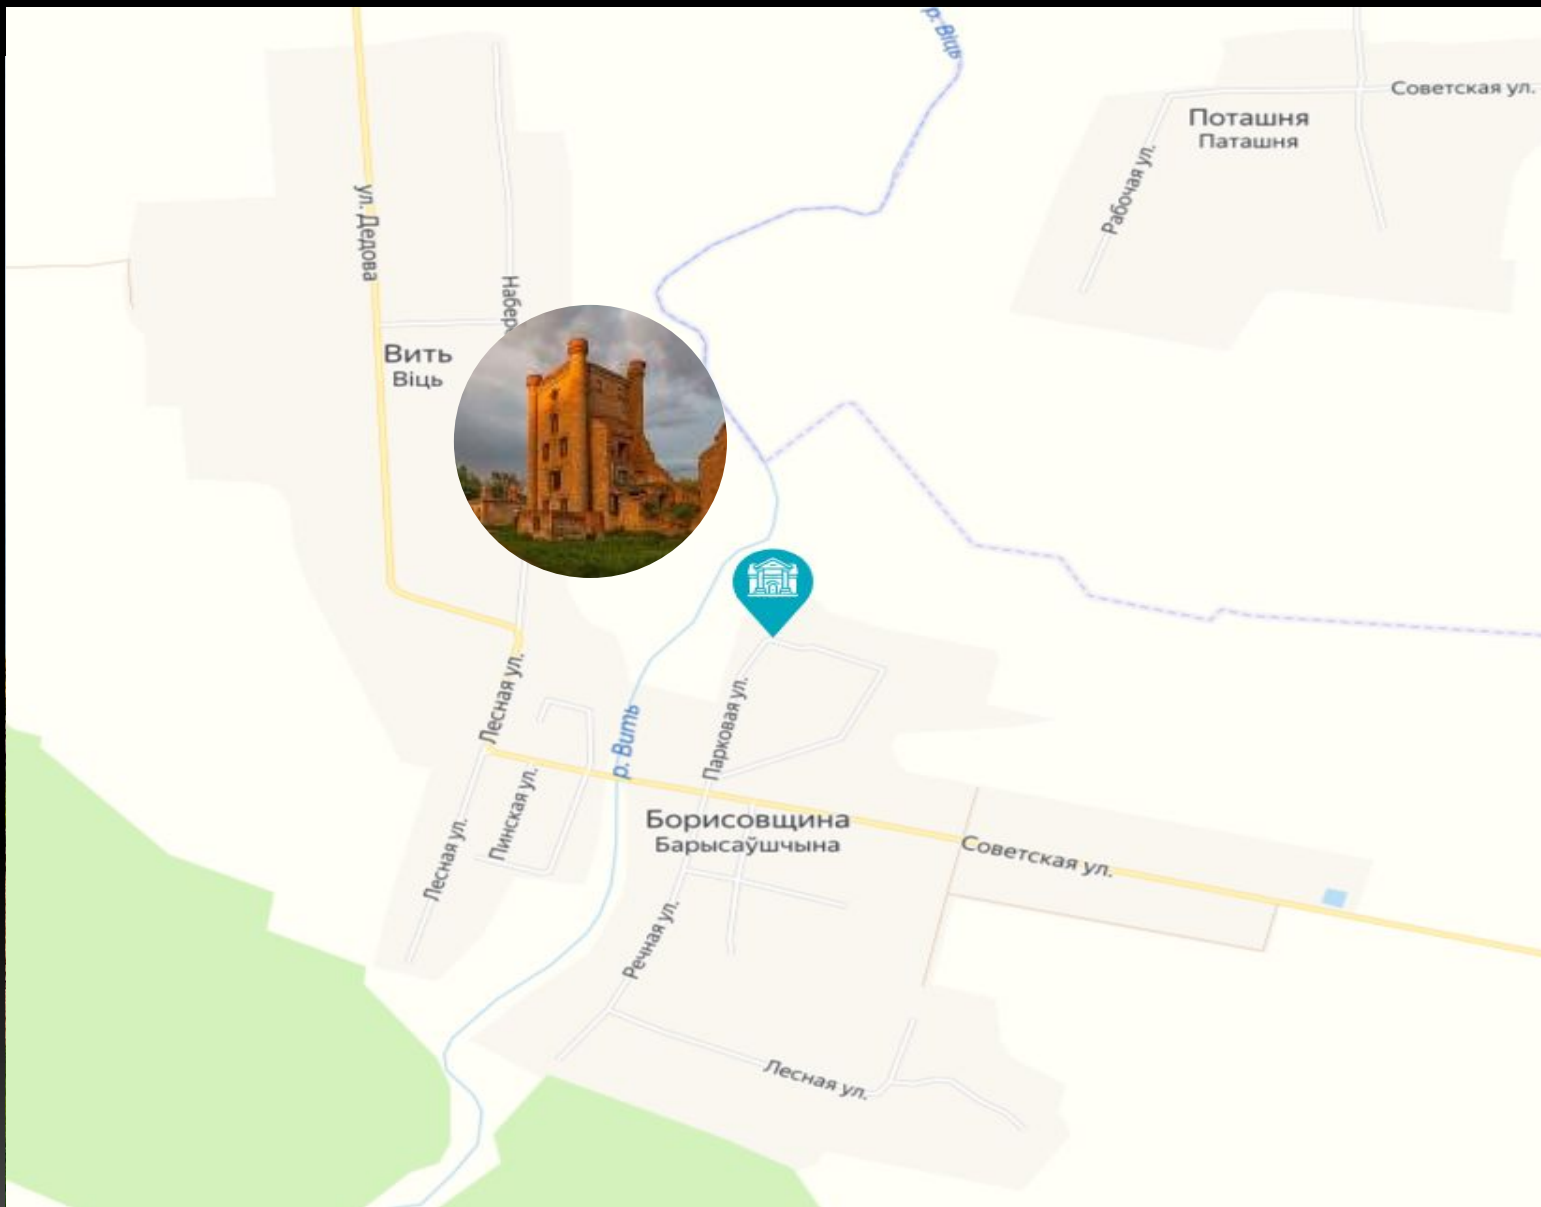 р. Віць
Советская ул.
Поташня
Паташня
Рабочая ул.
ул. Дедова
Набер
Вить
Віць
Лесная ул.
р. Вить
Парковая ул.
Пинская ул.
Лесная ул.
Борисовщина
Барысаўшчына
Советская ул.
Речная ул.
Лесная ул.